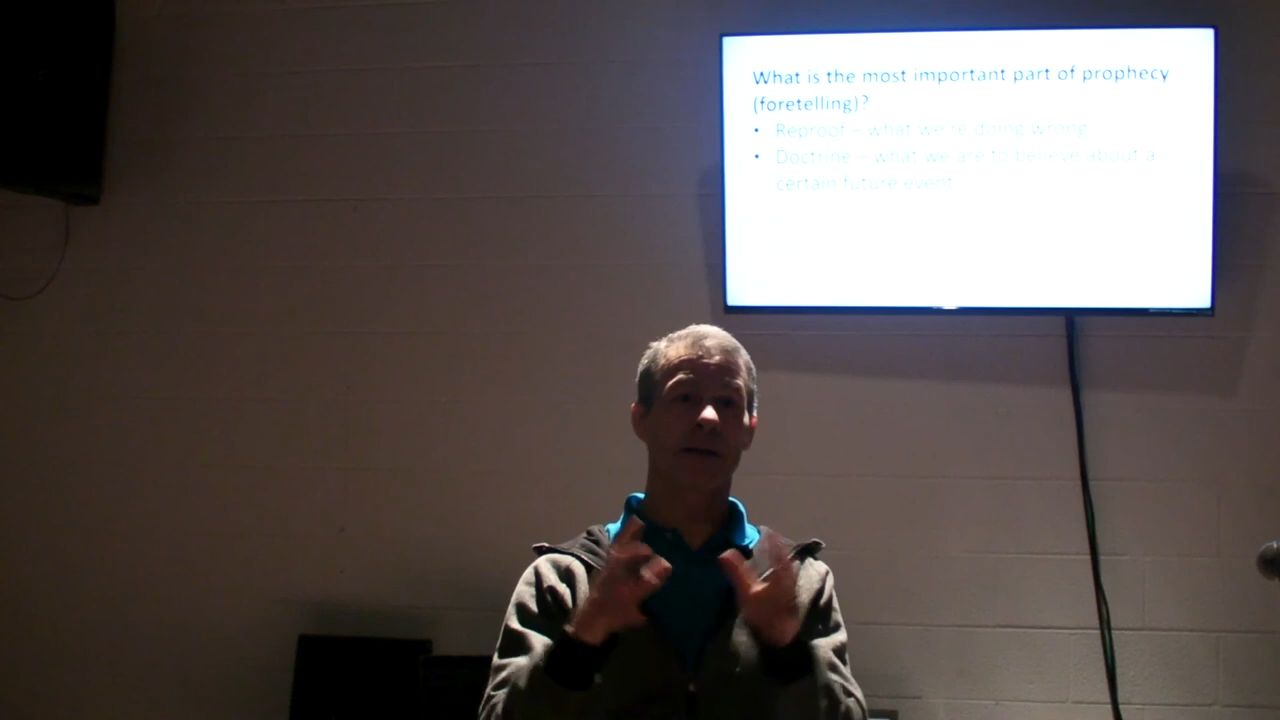 What is the most important part of prophecy
(foretelling)?
• Reproof – what we're doing wrong
• Doctrine – what we are to believe about a
certain future event